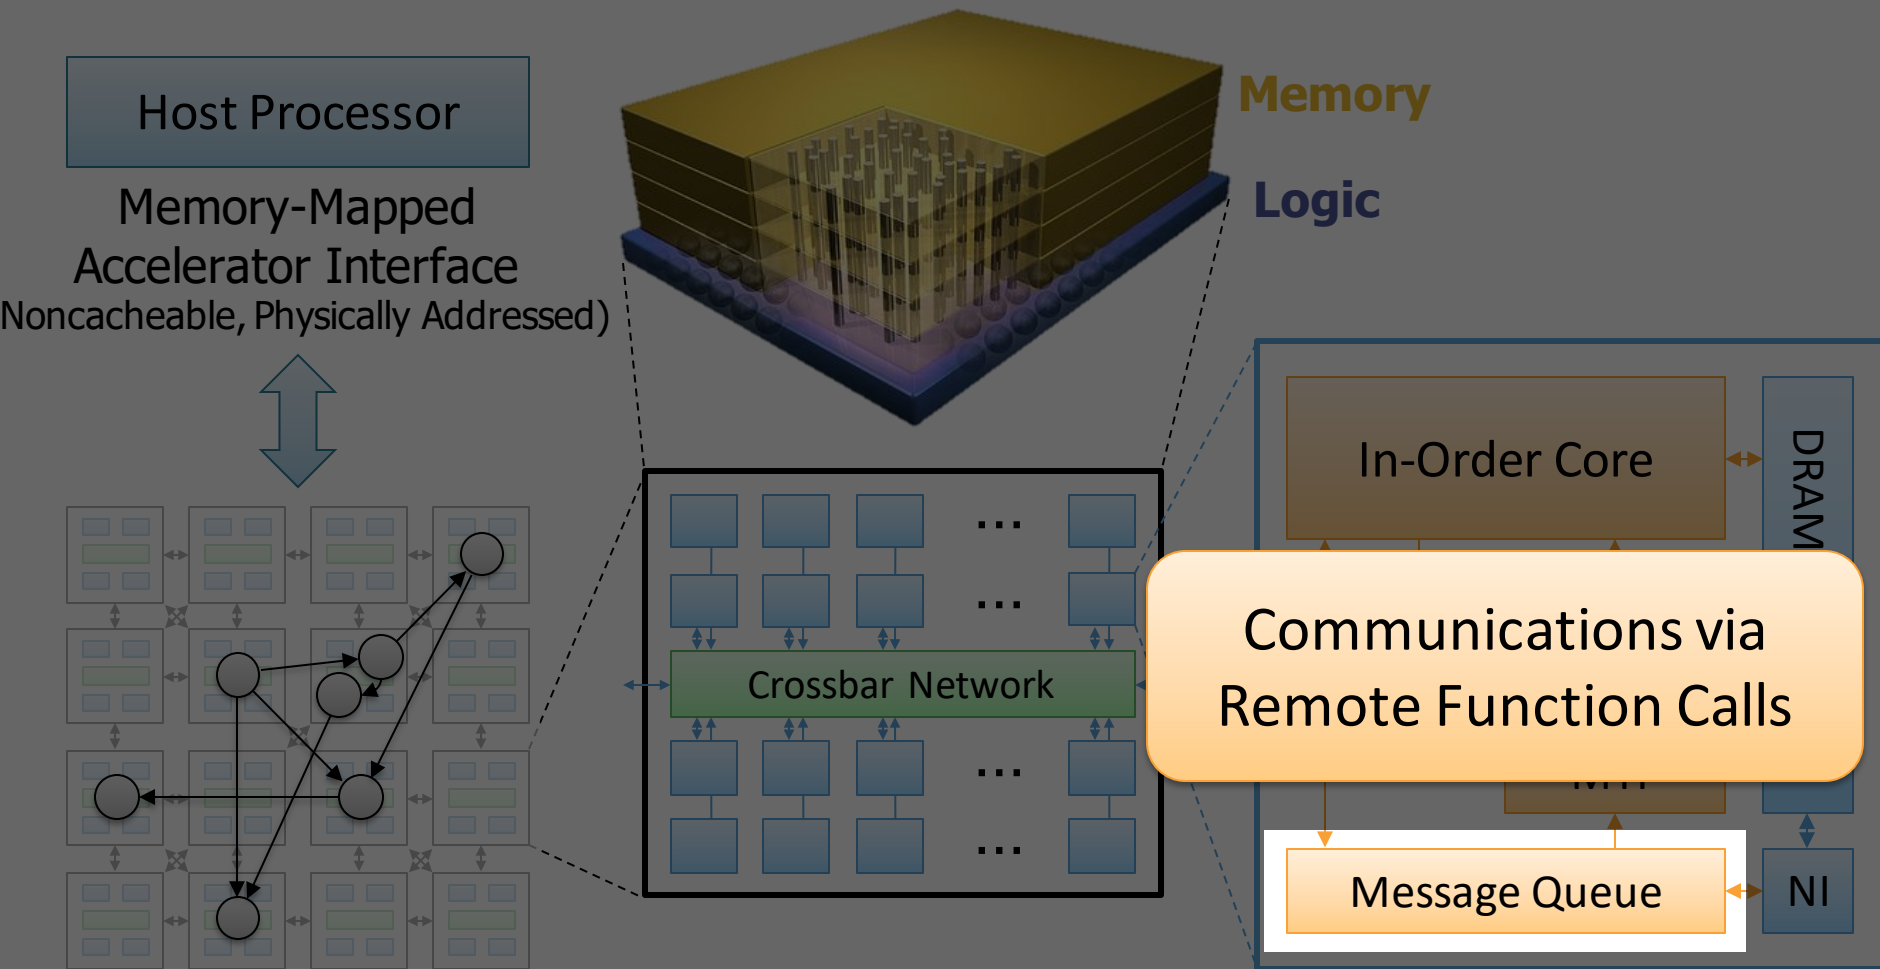 Host Processor
Memory-Mapped
Accelerator Interface
Noncacheable, Physically Addressed)
Memory
Logic
...
...
Crossbar Network
...
...
In-Order Core
DRAM
Communications via
Remote Function Calls
Message Queue
NI